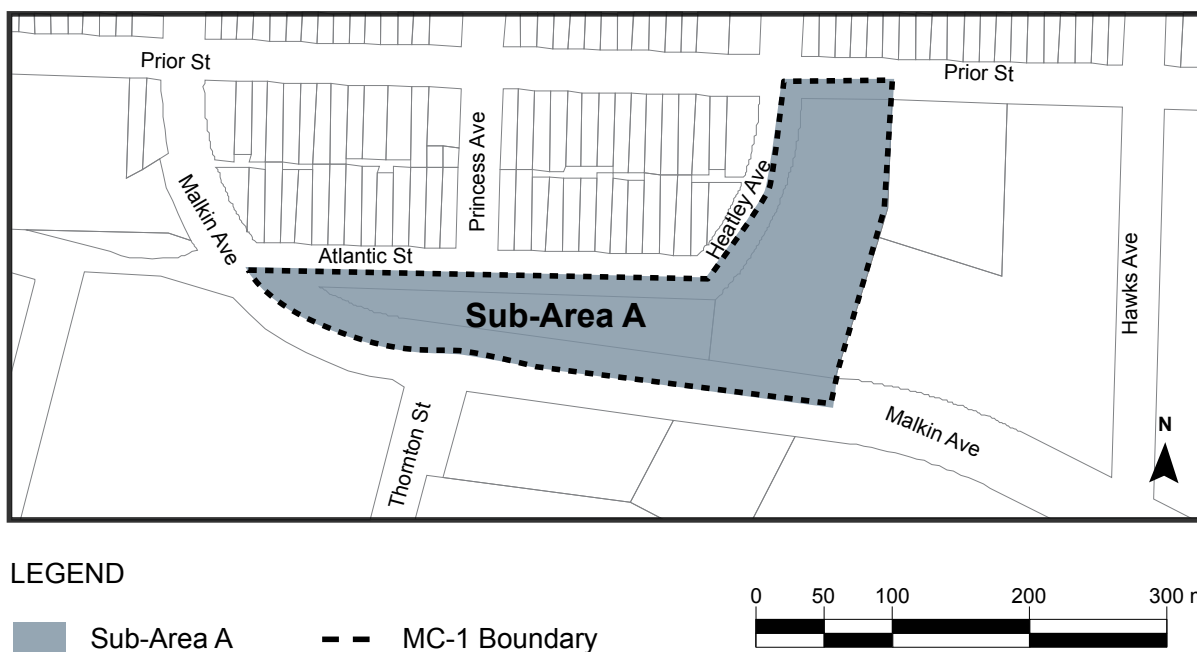 Prior St
Prior St
Princess Ave
Malkin Ave
Heatley Ave
Atlantic St
Sub-Area A
Hawks Ave
Malkin Ave
Thornton St
N
LEGEND
0 50 100 200 300 m
Sub-Area A
MC-1 Boundary